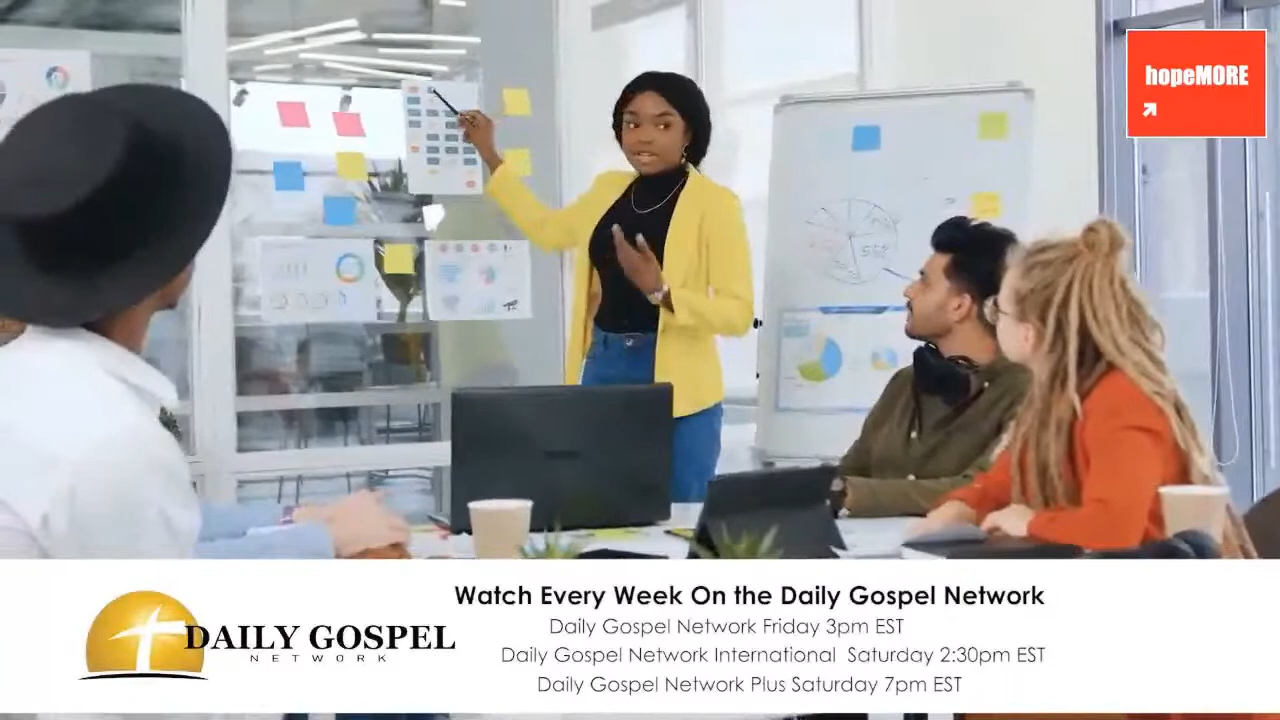 hopeMORE
Watch Every Week On the Daily Gospel Network
Daily Gospel Network Friday 3pm EST
Daily Gospel Network International Saturday 2:30pm EST
Daily Gospel Network Plus Saturday 7pm EST
DAILY GOSPEL
NETWORK